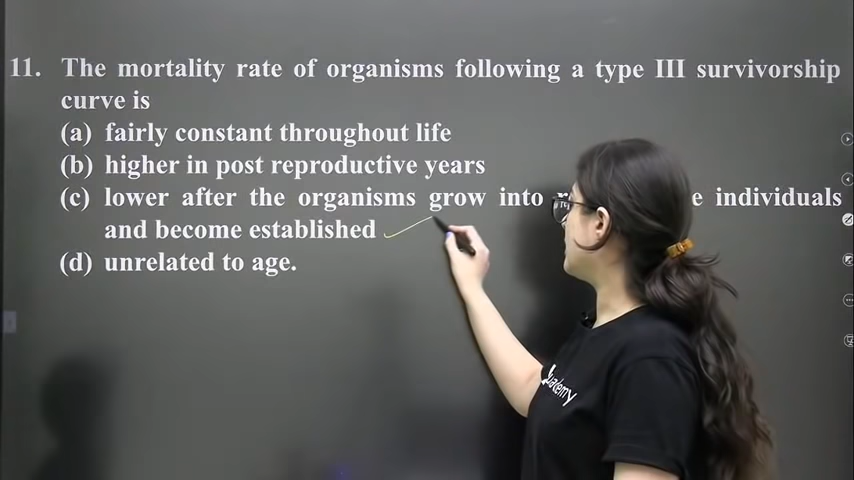 11. The mortality rate of organisms following a type III survivorship
curve is
(a) fairly constant throughout life
(b) higher in post reproductive years
(c) lower after the organisms grow into individuals
and become established
(d) unrelated to age.